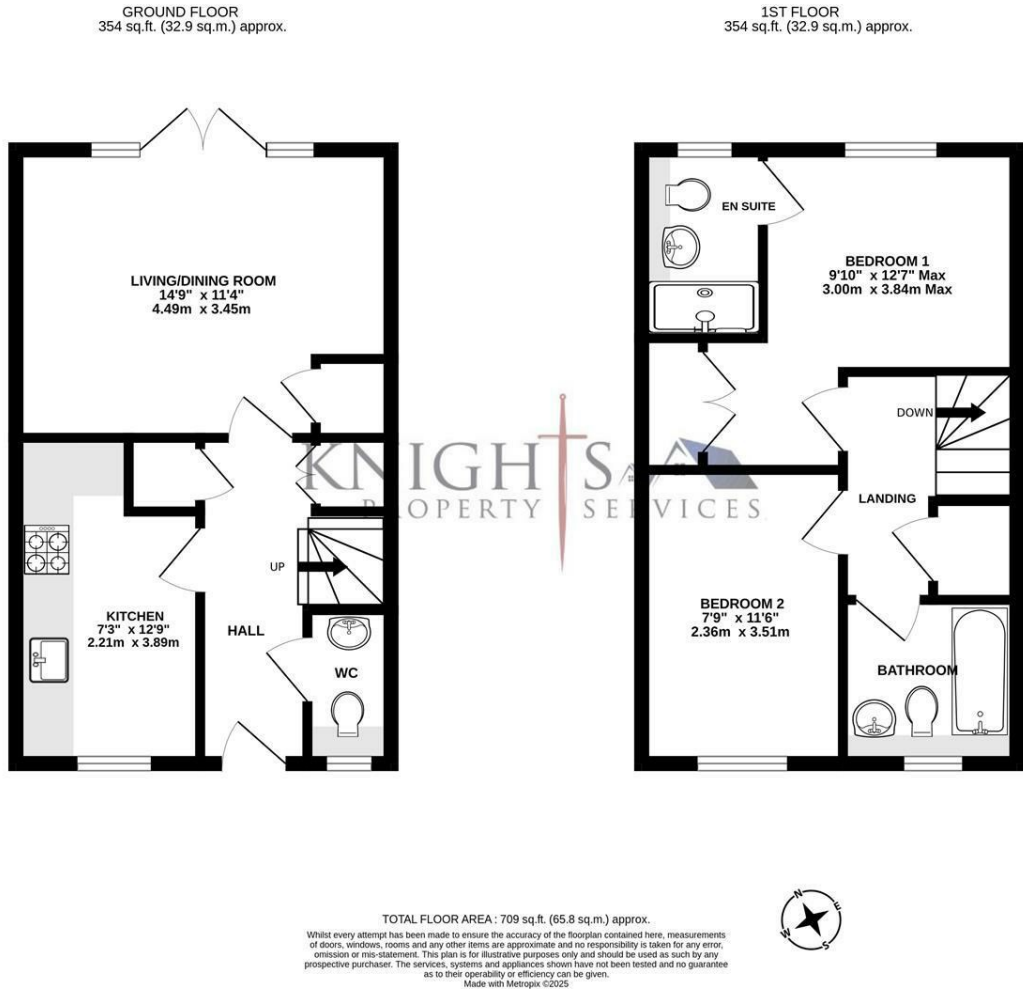 GROUND FLOOR
354 sq.ft. (32.9 sq.m.) approx.
1ST FLOOR
354 sq.ft. (32.9 sq.m.) approx.
LIVING/DINING ROOM
14'9" x 11'4"
4.49m x 3.45m
UP
KITCHEN
7'3" x 12'9"
2.21m x 3.89m
HALL
WC
EN SUITE
BEDROOM 1
9'10" x 12'7" Max
3.00m x 3.84m Max
DOWN
LANDING
BEDROOM 2
7'9" x 11'6"
2.36m x 3.51m
BATHROOM
KNIGHTS
PROPERTY SERVICES
TOTAL FLOOR AREA : 709 sq.ft. (65.8 sq.m.) approx.
Whilst every attempt has been made to ensure the accuracy of the floorplan contained here, measurements
of doors, windows, rooms and any other items are approximate and no responsibility is taken for any error,
omission or mis-statement. This plan is for illustrative purposes only and should be used as such by any
prospective purchaser. The services, systems and appliances shown have not been tested and no guarantee
as to their operability or efficiency can be given.
Made with Metropix ©2025
N
E
W
S